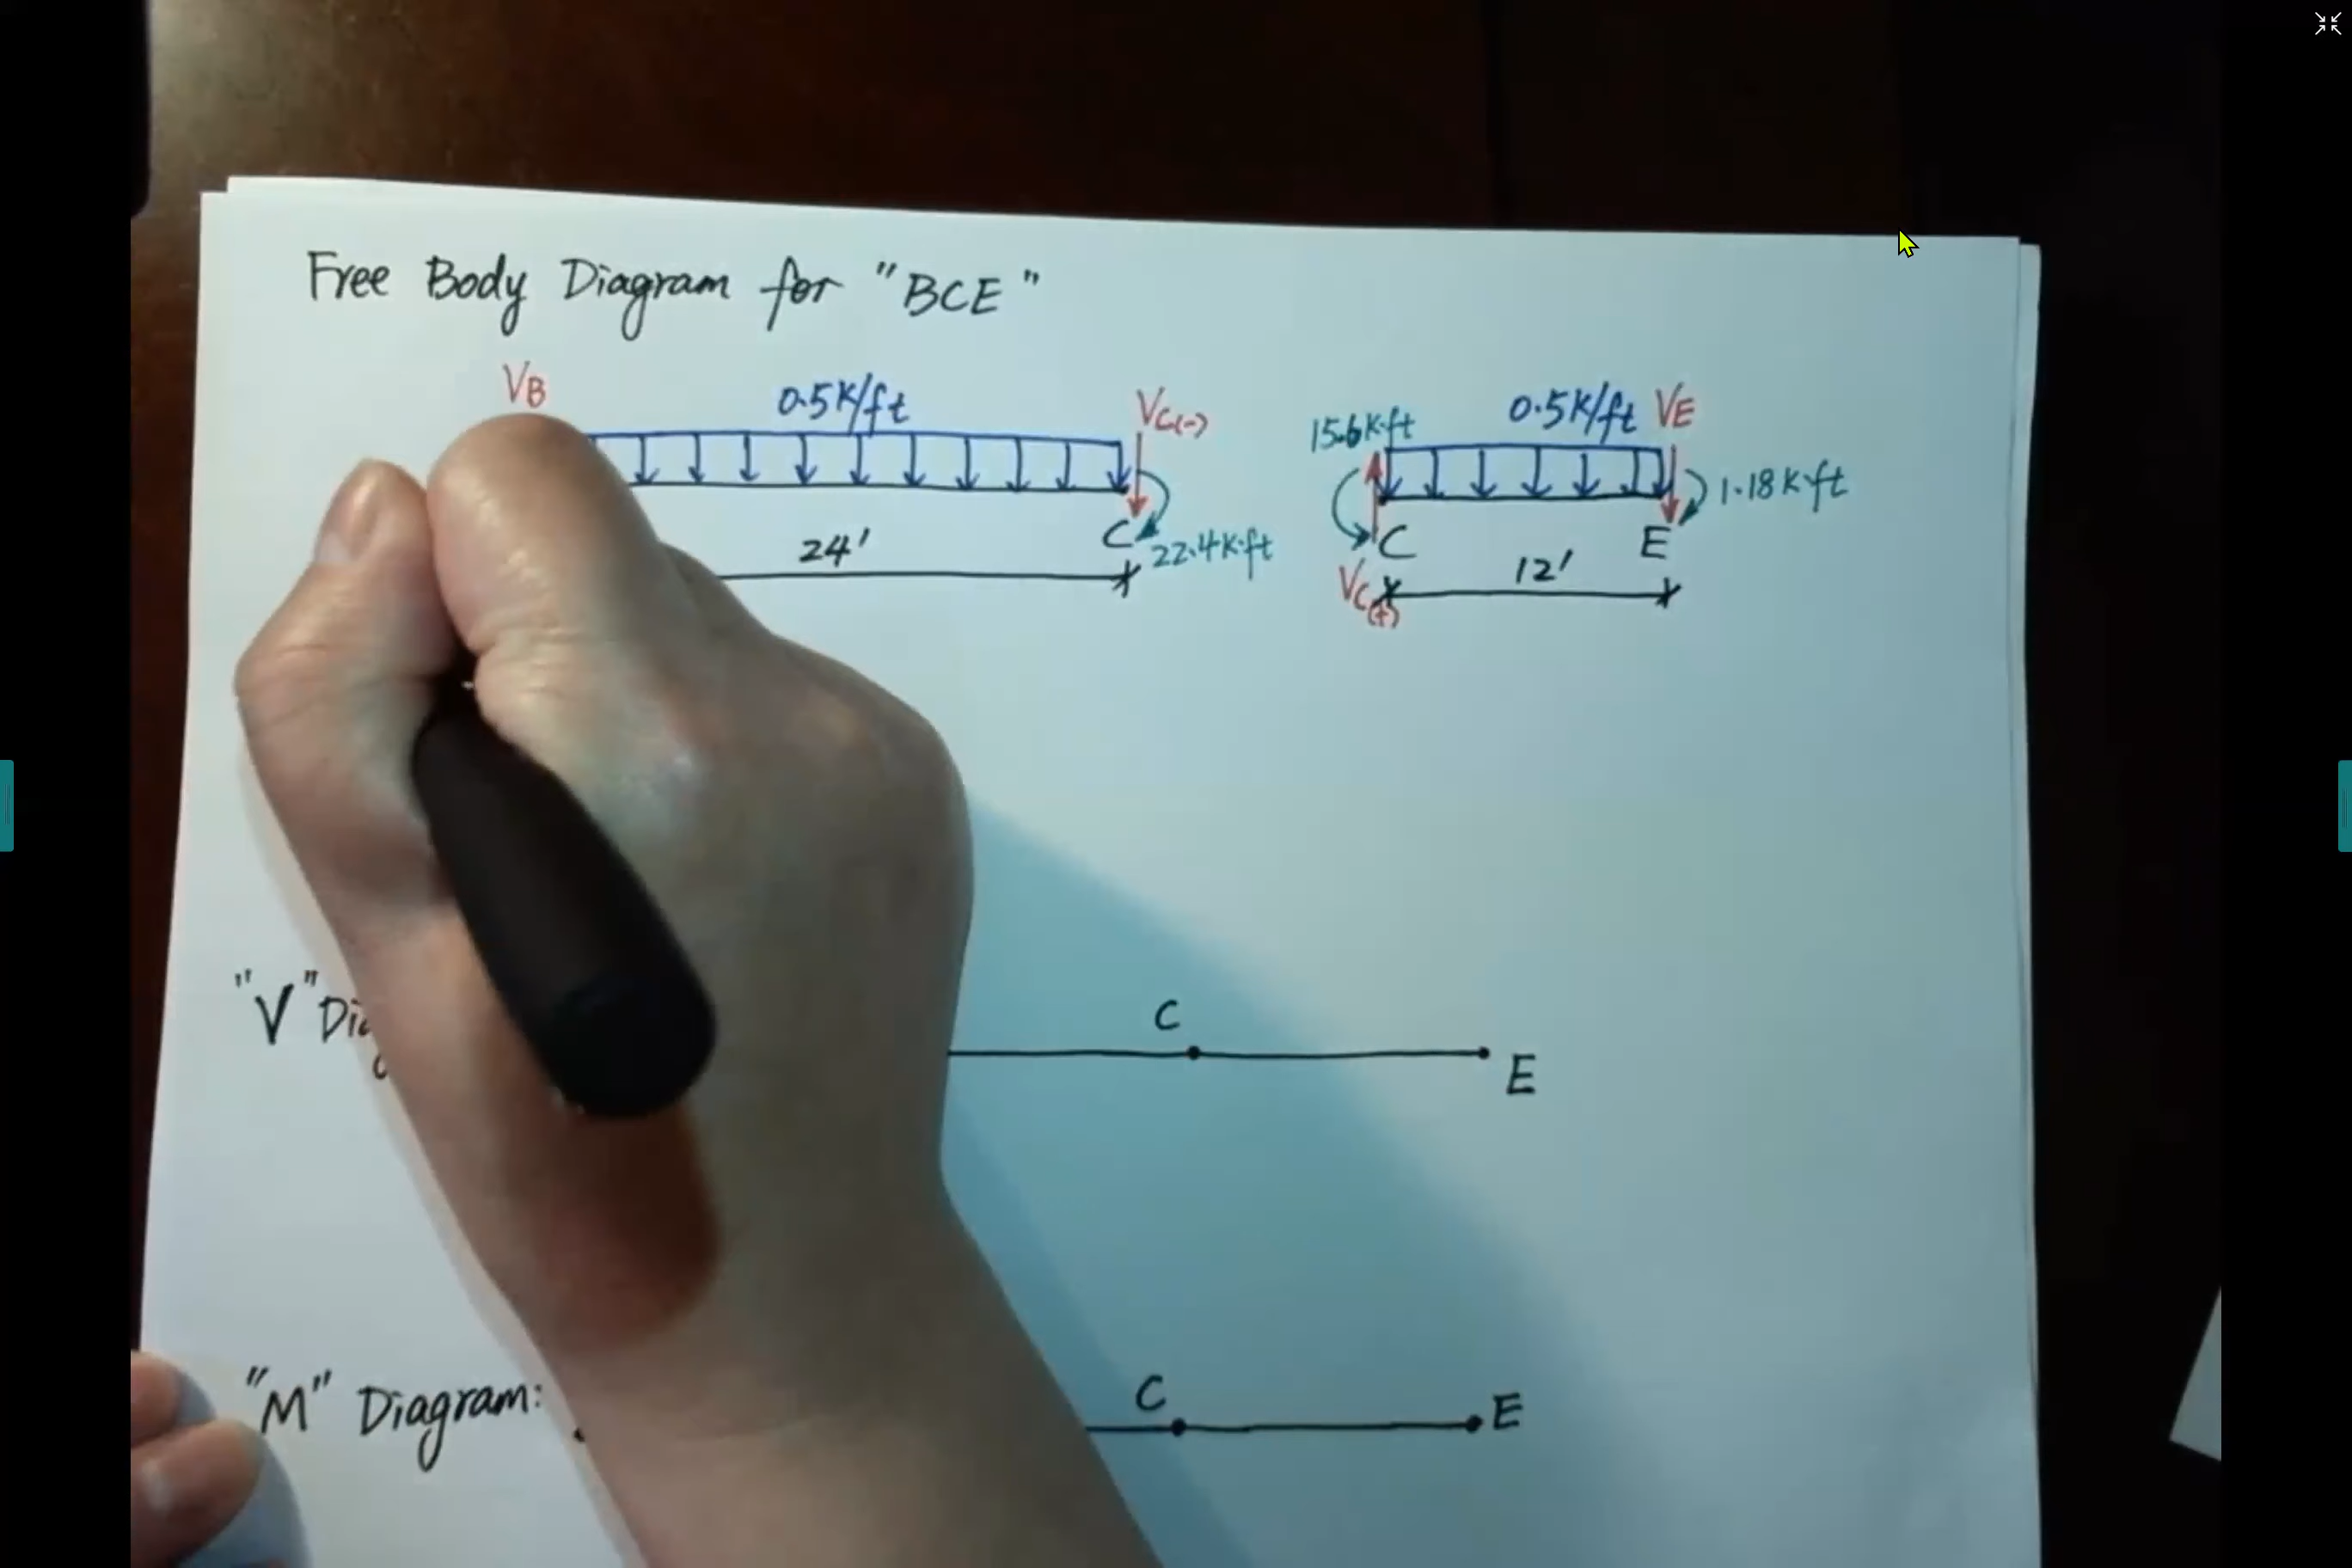 Free Body Diagram for "BCE"
VB 0.5K/ft VC(-) 15.6K·ft 0.5K/ft VE
1.18K·ft
24' C 22.4K·ft C E
VC(+) 12'
"V" C
E
"M" Diagram: C E